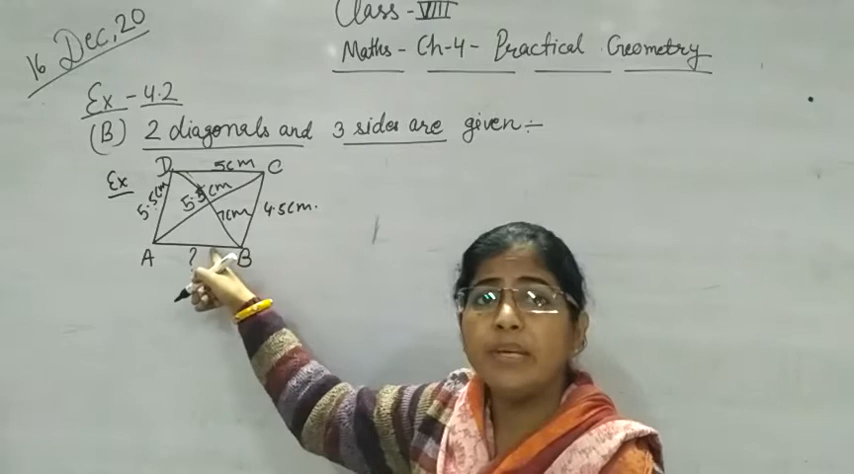 16 Dec, 20
Class - VIII
Maths - Ch-4 - Practical Geometry
Ex - 4.2
(B) 2 diagonals and 3 sides are given :-
Ex
D 5cm C
5.5cm 5.5cm 7cm 4.5cm.
A ? B